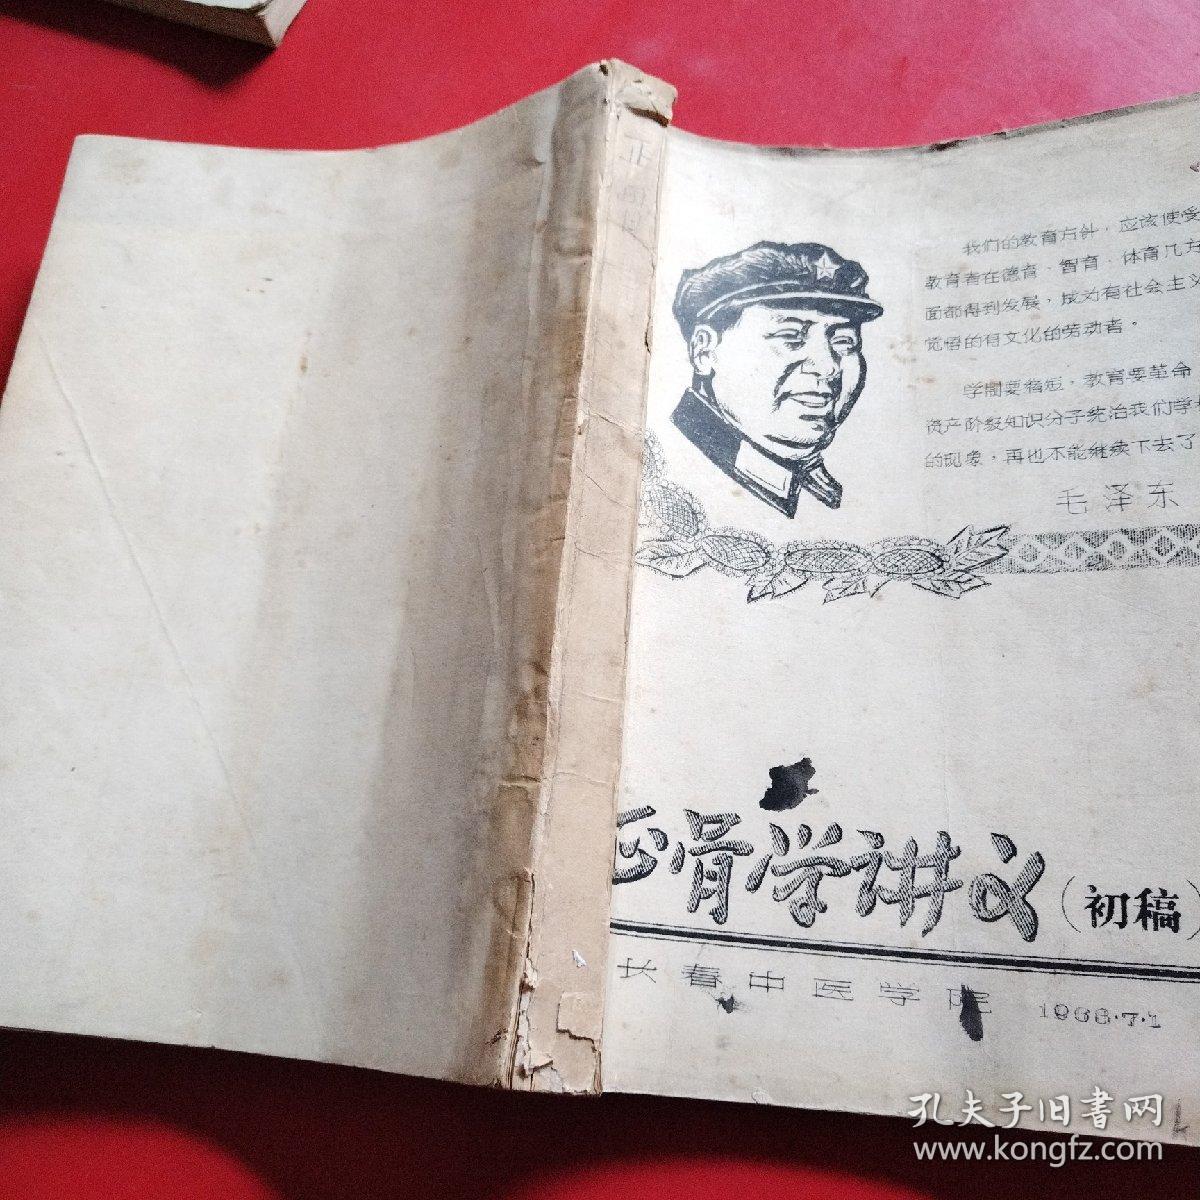 我们的教育方针，应该使受
教育者在德育、智育、体育几方
面都得到发展，成为有社会主义
觉悟的有文化的劳动者。
学制要缩短，教育要革命，
资产阶级知识分子统治我们学校
的现象，再也不能继续下去了
毛泽东
正骨学讲义（初稿）
长春中医学院 1966·7·1
孔夫子旧书网
www.kongfz.com